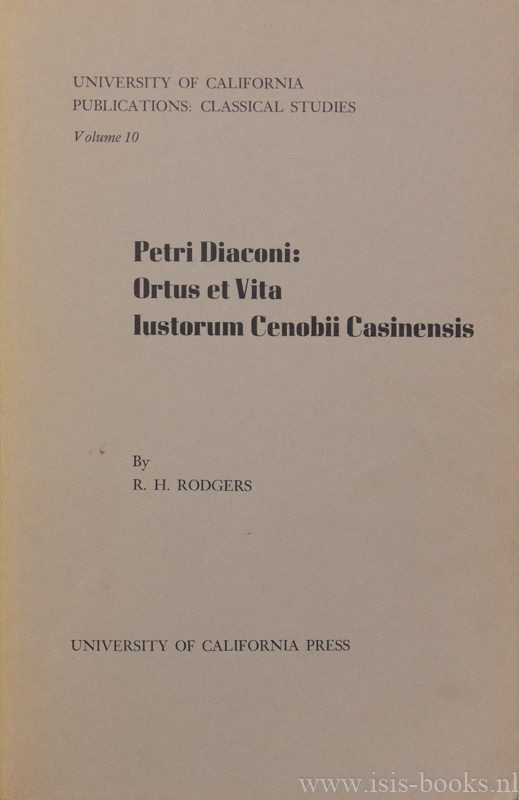 UNIVERSITY OF CALIFORNIA
PUBLICATIONS: CLASSICAL STUDIES
Volume 10
Petri Diaconi:
Ortus et Vita
Iustorum Cenobii Casinensis
By
R. H. RODGERS
UNIVERSITY OF CALIFORNIA PRESS
www.isis-books.nl